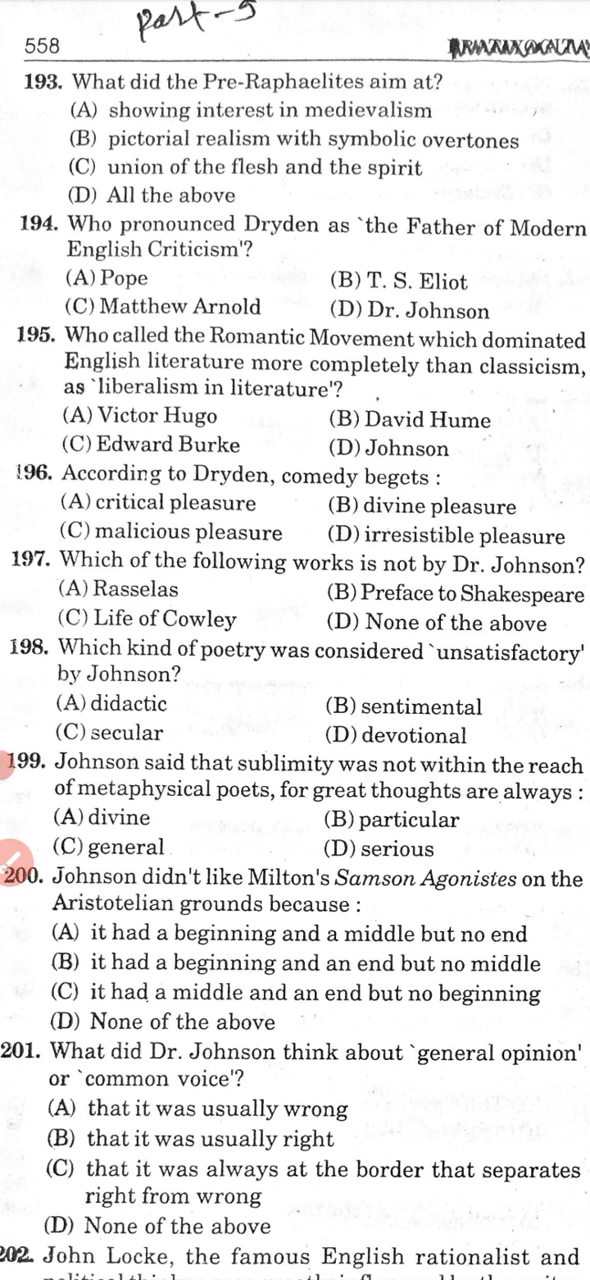 Part-5
558
193. What did the Pre-Raphaelites aim at?
(A) showing interest in medievalism
(B) pictorial realism with symbolic overtones
(C) union of the flesh and the spirit
(D) All the above
194. Who pronounced Dryden as `the Father of Modern
English Criticism'?
(A) Pope (B) T. S. Eliot
(C) Matthew Arnold (D) Dr. Johnson
195. Who called the Romantic Movement which dominated
English literature more completely than classicism,
as `liberalism in literature'?
(A) Victor Hugo (B) David Hume
(C) Edward Burke (D) Johnson
196. According to Dryden, comedy begets :
(A) critical pleasure (B) divine pleasure
(C) malicious pleasure (D) irresistible pleasure
197. Which of the following works is not by Dr. Johnson?
(A) Rasselas (B) Preface to Shakespeare
(C) Life of Cowley (D) None of the above
198. Which kind of poetry was considered `unsatisfactory'
by Johnson?
(A) didactic (B) sentimental
(C) secular (D) devotional
199. Johnson said that sublimity was not within the reach
of metaphysical poets, for great thoughts are always :
(A) divine (B) particular
(C) general (D) serious
200. Johnson didn't like Milton's Samson Agonistes on the
Aristotelian grounds because :
(A) it had a beginning and a middle but no end
(B) it had a beginning and an end but no middle
(C) it had a middle and an end but no beginning
(D) None of the above
201. What did Dr. Johnson think about `general opinion'
or `common voice'?
(A) that it was usually wrong
(B) that it was usually right
(C) that it was always at the border that separates
right from wrong
(D) None of the above
202. John Locke, the famous English rationalist and